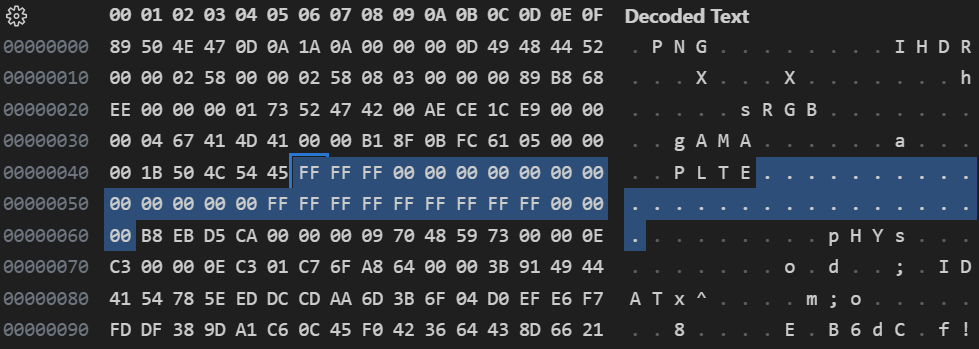 00 01 02 03 04 05 06 07 08 09 0A 0B 0C 0D 0E 0F Decoded Text
00000000 89 50 4E 47 0D 0A 1A 0A 00 00 00 0D 49 48 44 52 . P N G . . . . . . . . I H D R
00000010 00 00 02 58 00 00 02 58 08 03 00 00 00 89 B8 68 . . . X . . . X . . . . . . . h
00000020 EE 00 00 00 01 73 52 47 42 00 AE CE 1C E9 00 00 . . . . . s R G B . . . . . . .
00000030 00 04 67 41 4D 41 00 00 B1 8F 0B FC 61 05 00 00 . . g A M A . . . . . . a . . .
00000040 00 1B 50 4C 54 45 FF FF FF 00 00 00 00 00 00 00 . . P L T E . . . . . . . . . .
00000050 00 00 00 00 00 FF FF FF FF FF FF FF FF FF 00 00 . . . . . . . . . . . . . . . .
00000060 00 B8 EB D5 CA 00 00 00 09 70 48 59 73 00 00 0E . . . . . . . . . p H Y s . . .
00000070 C3 00 00 0E C3 01 C7 6F A8 64 00 00 3B 91 49 44 . . . . . . . o . d . . ; . I D
00000080 41 54 78 5E ED DC CD AA 6D 3B 6F 04 D0 EF E6 F7 A T x ^ . . . . m ; o . . . . .
00000090 FD DF 38 9D A1 C6 0C 45 F0 42 36 64 43 8D 66 21 . . 8 . . . . E . B 6 d C . f !